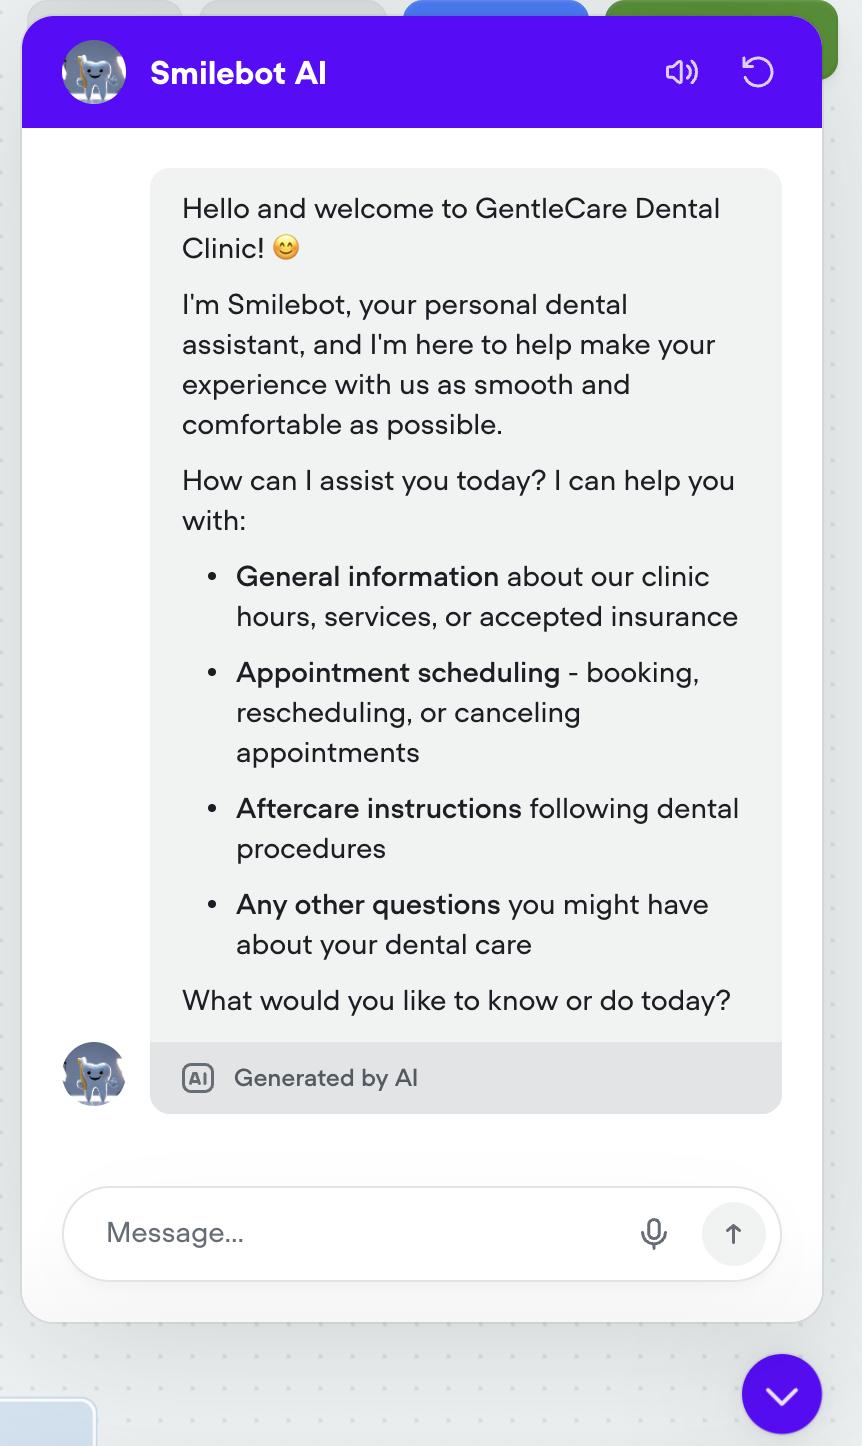 Smilebot AI
Hello and welcome to GentleCare Dental
Clinic! 😊
I'm Smilebot, your personal dental
assistant, and I'm here to help make your
experience with us as smooth and
comfortable as possible.
How can I assist you today? I can help you
with:
• General information about our clinic
hours, services, or accepted insurance
• Appointment scheduling - booking,
rescheduling, or canceling
appointments
• Aftercare instructions following dental
procedures
• Any other questions you might have
about your dental care
What would you like to know or do today?
AI Generated by AI
Message...